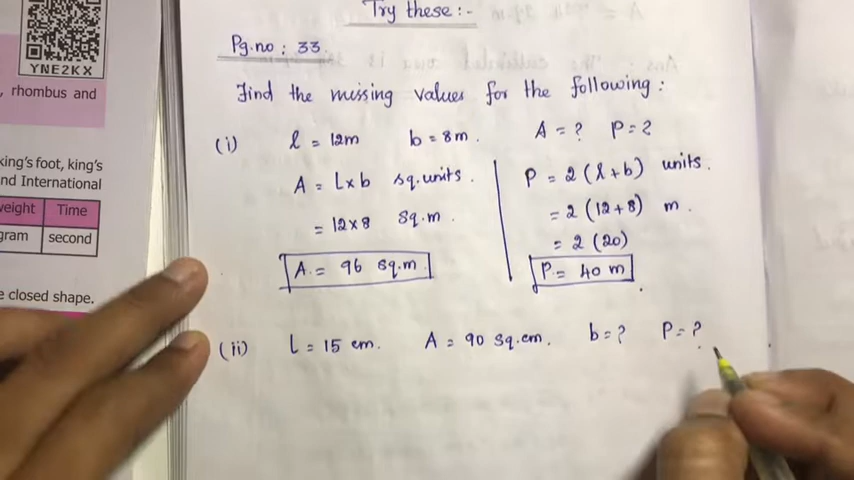 Try these:-
Pg.no : 33
Find the missing values for the following:
(i) l = 12m b = 8m. A = ? P = ?
A = l x b sq.units.
= 12x8 Sq.m.
A = 96 sq.m.
P = 2 (l+b) units.
= 2 (12+8) m.
= 2 (20)
P = 40 m
(ii) l = 15 cm. A = 90 sq.cm. b = ? P = ?
YNE2KX
, rhombus and
king's foot, king's
nd International
weight Time
gram second
e closed shape.